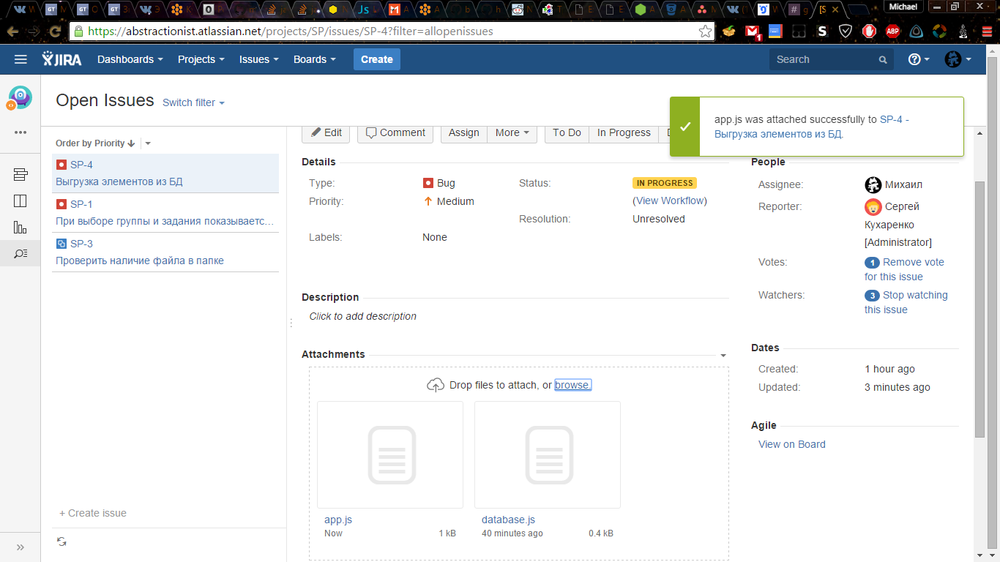 Michael
https://abstractionist.atlassian.net/projects/SP/issues/SP-4?filter=allopenissues
JIRA Dashboards Projects Issues Boards Create Search
Open Issues Switch filter
app.js was attached successfully to SP-4 -
Выгрузка элементов из БД.
Order by Priority
SP-4
Выгрузка элементов из БД
SP-1
При выборе группы и задания показываетс...
SP-3
Проверить наличие файла в папке
+ Create issue
Edit Comment Assign More To Do In Progress
Details
Type: Bug
Status: IN PROGRESS
(View Workflow)
Priority: Medium
Resolution: Unresolved
Labels: None
Description
Click to add description
Attachments
Drop files to attach, or browse.
app.js
Now 1 kB
database.js
40 minutes ago 0.4 kB
People
Assignee: Михаил
Reporter: Сергей
Кухаренко
[Administrator]
Votes: 1 Remove vote
for this issue
Watchers: 3 Stop watching
this issue
Dates
Created: 1 hour ago
Updated: 3 minutes ago
Agile
View on Board